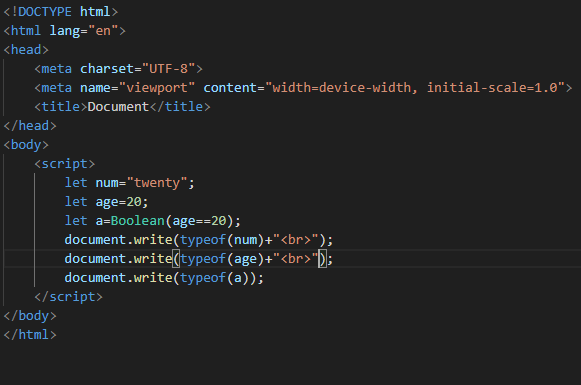 <!DOCTYPE html>
<html lang="en">
<head>
    <meta charset="UTF-8">
    <meta name="viewport" content="width=device-width, initial-scale=1.0">
    <title>Document</title>
</head>
<body>
    <script>
        let num="twenty";
        let age=20;
        let a=Boolean(age==20);
        document.write(typeof(num)+"<br>");
        document.write(typeof(age)+"<br>");
        document.write(typeof(a));
    </script>
</body>
</html>